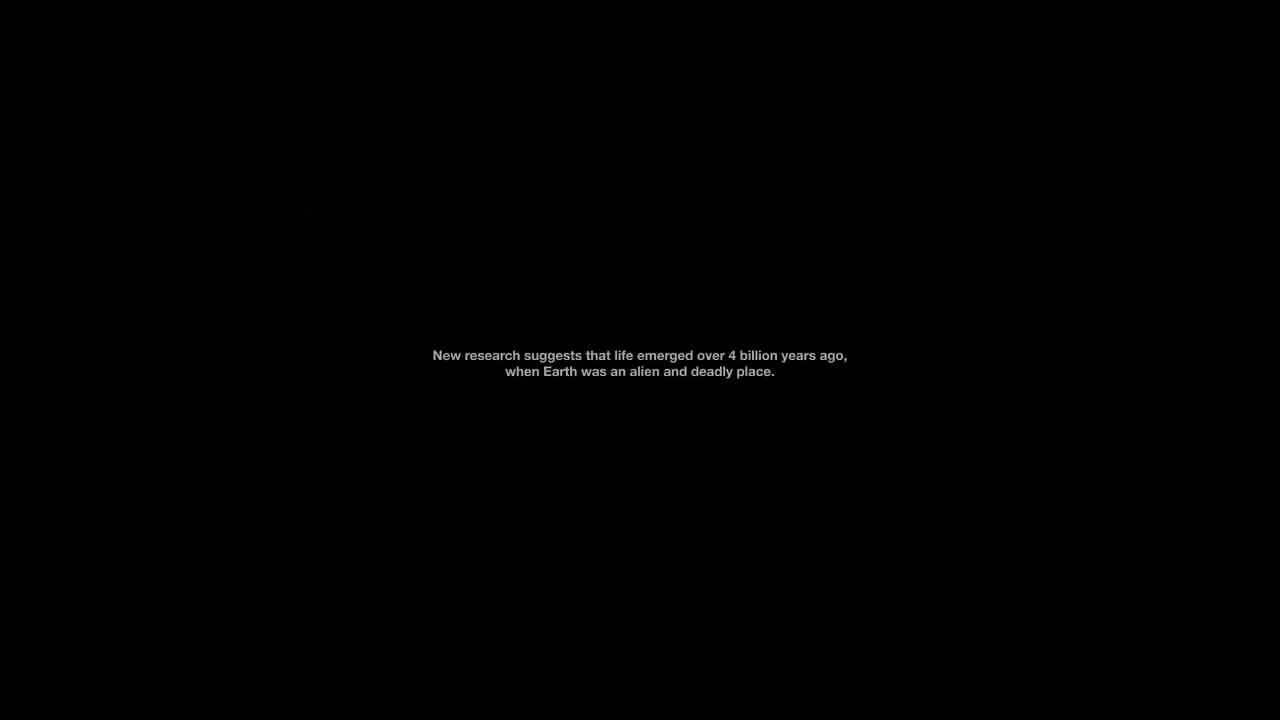 New research suggests that life emerged over 4 billion years ago,
when Earth was an alien and deadly place.